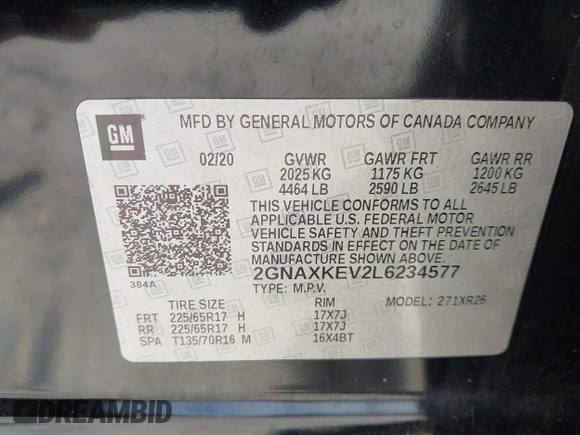 GM
MFD BY GENERAL MOTORS OF CANADA COMPANY
02/20 GVWR GAWR FRT GAWR RR
2025 KG 1175 KG 1200 KG
4464 LB 2590 LB 2645 LB
THIS VEHICLE CONFORMS TO ALL
APPLICABLE U.S. FEDERAL MOTOR
VEHICLE SAFETY AND THEFT PREVENTION
STANDARDS IN EFFECT ON THE DATE OF
MANUFACTURE SHOWN ABOVE.
384A 2GNAXKEV2L6234577
TYPE: M.P.V. MODEL: 271XR26
TIRE SIZE RIM
FRT 225/65R17 H 17X7J
RR 225/65R17 H 17X7J
SPA T135/70R16 M 16X4BT
DREAMBID